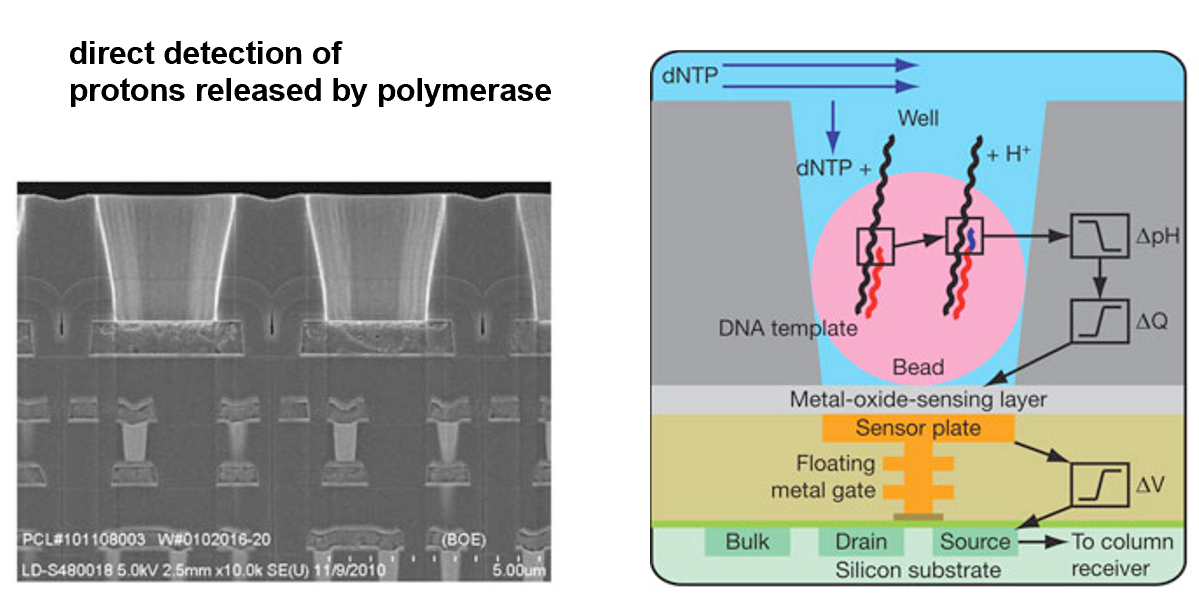 direct detection of
protons released by polymerase
PCL#101108003 W#0102016-20 (BOE)
LD-S480018 5.0kV 2.5mm x10.0k SE(U) 11/9/2010 5.00um
dNTP
Well
dNTP +
+ H⁺
ΔpH
ΔQ
DNA template
Bead
Metal-oxide-sensing layer
Sensor plate
Floating
metal gate
ΔV
Bulk Drain Source To column
receiver
Silicon substrate